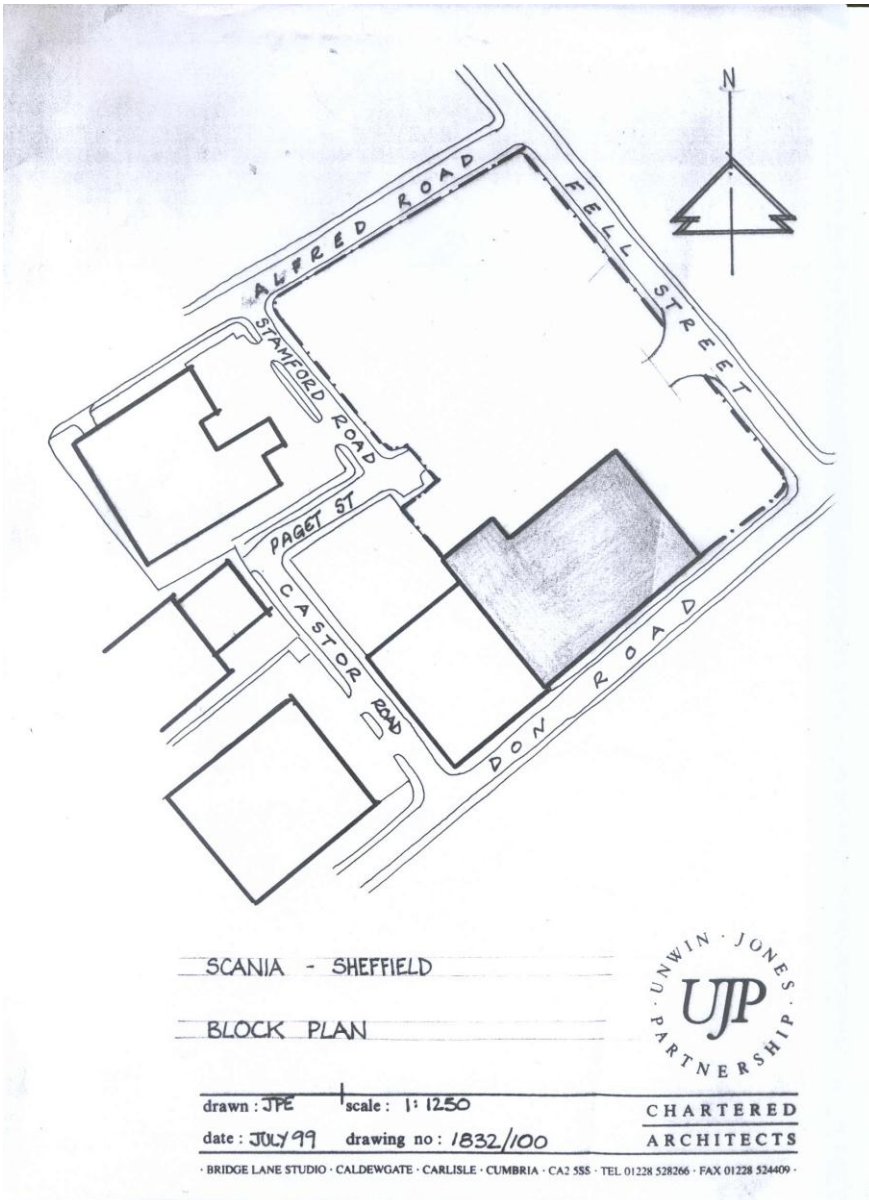 N
ALFRED ROAD
FELL STREET
STAMFORD ROAD
PAGET ST
CASTOR ROAD
DON ROAD
SCANIA - SHEFFIELD
BLOCK PLAN
· UNWIN · JONES · PARTNERSHIP
UJP
drawn : JPE scale : 1: 1250
date : JULY 99 drawing no : 1832/100
CHARTERED
ARCHITECTS
· BRIDGE LANE STUDIO · CALDEWGATE · CARLISLE · CUMBRIA · CA2 5SS · TEL 01228 528266 · FAX 01228 524409 ·